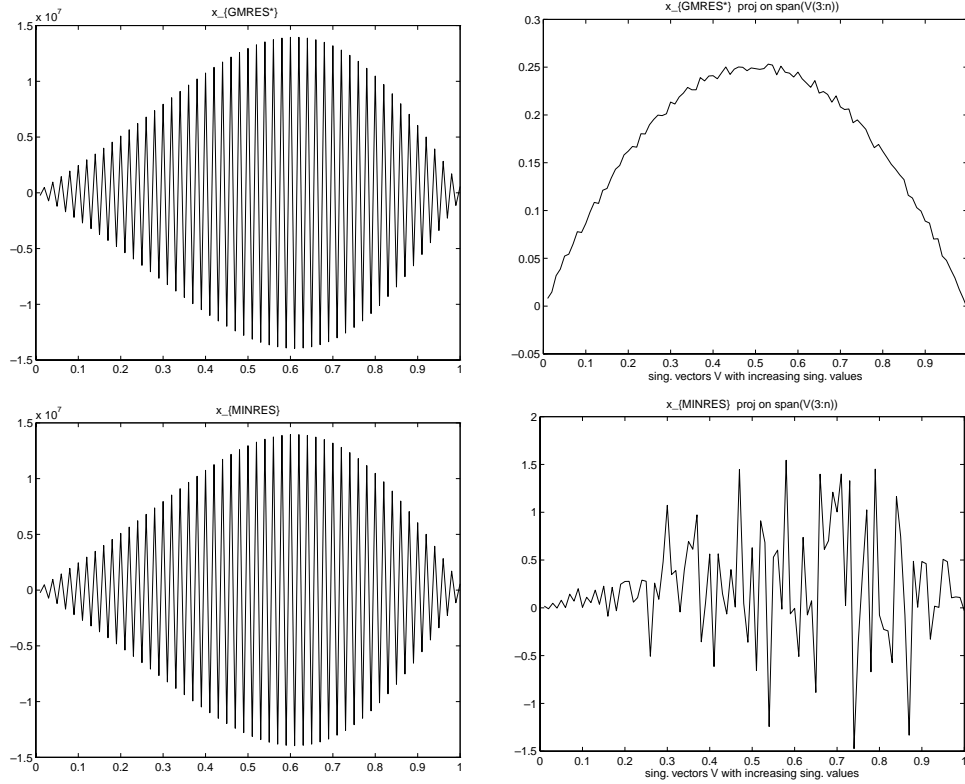 x_{GMRES*}
x 10^7
1.5
1
0.5
0
−0.5
−1
−1.5
0 0.1 0.2 0.3 0.4 0.5 0.6 0.7 0.8 0.9 1
x_{GMRES*} proj on span(V(3:n))
0.3
0.25
0.2
0.15
0.1
0.05
0
−0.05
0.1 0.2 0.3 0.4 0.5 0.6 0.7 0.8 0.9
sing. vectors V with increasing sing. values
x_{MINRES}
x 10^7
1.5
1
0.5
0
−0.5
−1
−1.5
0 0.1 0.2 0.3 0.4 0.5 0.6 0.7 0.8 0.9 1
x_{MINRES} proj on span(V(3:n))
2
1.5
1
0.5
0
−0.5
−1
−1.5
0 0.1 0.2 0.3 0.4 0.5 0.6 0.7 0.8 0.9 1
sing. vectors V with increasing sing. values